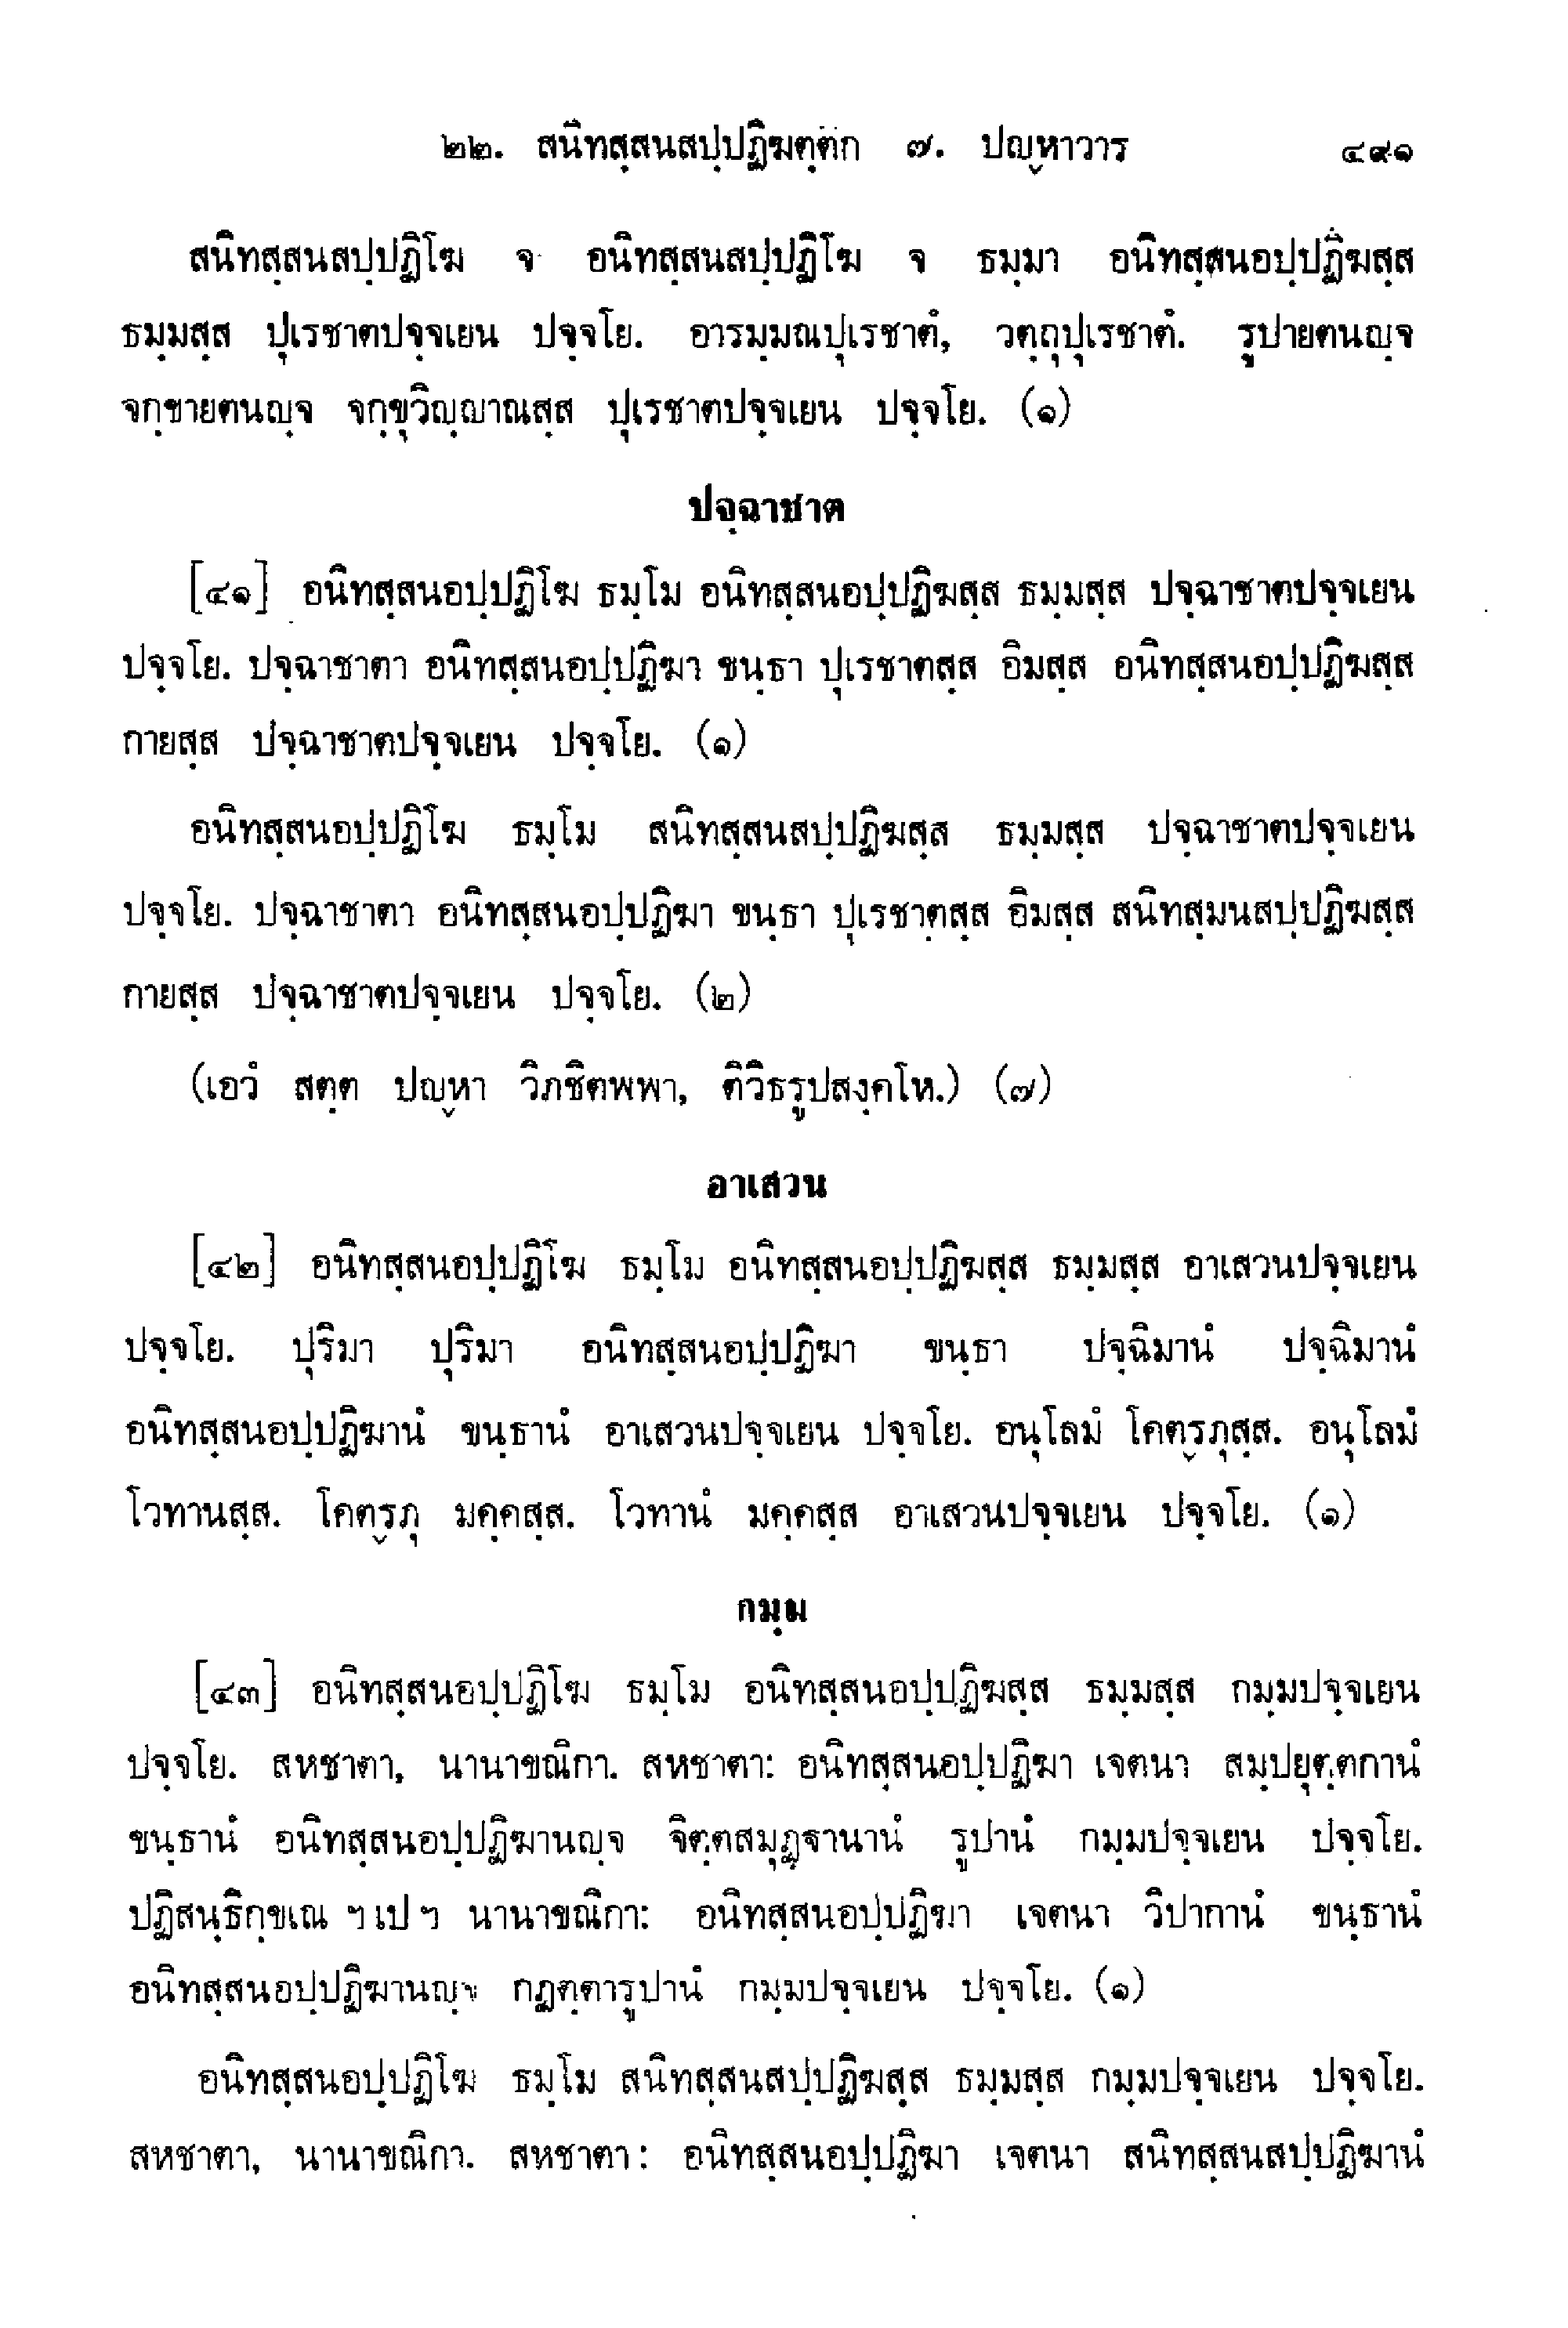 ๒๒. สนิทสฺสนสปฺปฏิฆตฺติก ๗. ปญฺหาวาร ๔๙๑
สนิทสฺสนสปฺปฏิโฆ จ อนิทสฺสนสปฺปฏิโฆ จ ธมฺมา อนิทสฺสนอปฺปฏิฆสฺส
ธมฺมสฺส ปุเรชาตปจฺจเยน ปจฺจโย. อารมฺมณปุเรชาตํ, วตฺถุปุเรชาตํ. รูปายตนญฺจ
จกฺขายตนญฺจ จกฺขุวิญฺญาณสฺส ปุเรชาตปจฺจเยน ปจฺจโย. (๑)
ปจฺฉาชาต
[๔๑] อนิทสฺสนอปฺปฏิโฆ ธมฺโม อนิทสฺสนอปฺปฏิฆสฺส ธมฺมสฺส ปจฺฉาชาตปจฺจเยน
ปจฺจโย. ปจฺฉาชาตา อนิทสฺสนอปฺปฏิฆา ขนฺธา ปุเรชาตสฺส อิมสฺส อนิทสฺสนอปฺปฏิฆสฺส
กายสฺส ปจฺฉาชาตปจฺจเยน ปจฺจโย. (๑)
อนิทสฺสนอปฺปฏิโฆ ธมฺโม สนิทสฺสนสปฺปฏิฆสฺส ธมฺมสฺส ปจฺฉาชาตปจฺจเยน
ปจฺจโย. ปจฺฉาชาตา อนิทสฺสนอปฺปฏิฆา ขนฺธา ปุเรชาตสฺส อิมสฺส สนิทสฺมนสปฺปฏิฆสฺส
กายสฺส ปจฺฉาชาตปจฺจเยน ปจฺจโย. (๒)
(เอวํ สตฺต ปญฺหา วิภชิตพพา, ติวิธรูปสงฺคโห.) (๗)
อาเสวน
[๔๒] อนิทสฺสนอปฺปฏิโฆ ธมฺโม อนิทสฺสนอปฺปฏิฆสฺส ธมฺมสฺส อาเสวนปจฺจเยน
ปจฺจโย. ปุริมา ปุริมา อนิทสฺสนอปฺปฏิฆา ขนฺธา ปจฺฉิมานํ ปจฺฉิมานํ
อนิทสฺสนอปฺปฏิฆานํ ขนฺธานํ อาเสวนปจฺจเยน ปจฺจโย. อนุโลมํ โคตฺรภุสฺส. อนุโลมํ
โวทานสฺส. โคตฺรภุ มคฺคสฺส. โวทานํ มคฺคสฺส อาเสวนปจฺจเยน ปจฺจโย. (๑)
กมฺม
[๔๓] อนิทสฺสนอปฺปฏิโฆ ธมฺโม อนิทสฺสนอปฺปฏิฆสฺส ธมฺมสฺส กมฺมปจฺจเยน
ปจฺจโย. สหชาตา, นานาขณิกา. สหชาตา: อนิทสฺสนอปฺปฏิฆา เจตนา สมฺปยุตฺตกานํ
ขนฺธานํ อนิทสฺสนอปฺปฏิฆานญฺจ จิตฺตสมุฏฺฐานานํ รูปานํ กมฺมปจฺจเยน ปจฺจโย.
ปฏิสนฺธิกฺขเณ ฯ เป ฯ นานาขณิกา: อนิทสฺสนอปฺปฏิฆา เจตนา วิปากานํ ขนฺธานํ
อนิทสฺสนอปฺปฏิฆานญฺจ กฏตฺตารูปานํ กมฺมปจฺจเยน ปจฺจโย. (๑)
อนิทสฺสนอปฺปฏิโฆ ธมฺโม สนิทสฺสนสปฺปฏิฆสฺส ธมฺมสฺส กมฺมปจฺจเยน ปจฺจโย.
สหชาตา, นานาขณิกา. สหชาตา: อนิทสฺสนอปฺปฏิฆา เจตนา สนิทสฺสนสปฺปฏิฆานํ